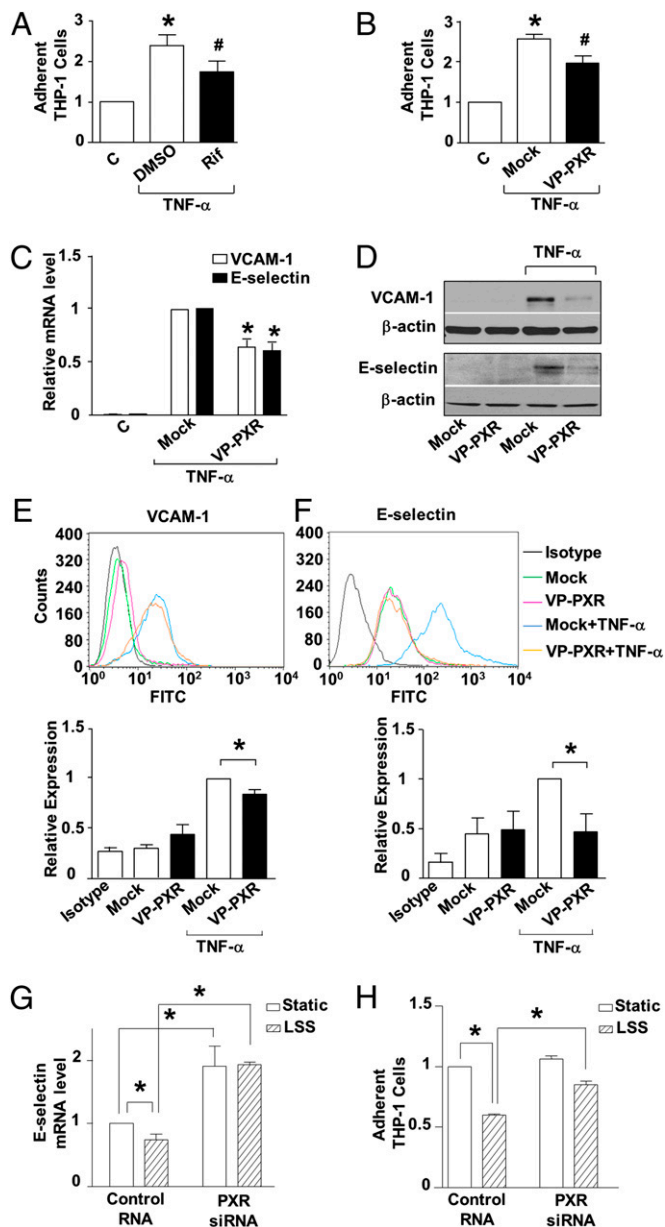 A
Adherent
THP-1 Cells
3
2
1
0
*
#
C
DMSO
Rif
TNF-α
B
Adherent
THP-1 Cells
3
2
1
0
*
#
C
Mock
VP-PXR
TNF-α
C
Relative mRNA level
1.5
1
0.5
0
VCAM-1
E-selectin
* *
C
Mock
VP-PXR
TNF-α
D
TNF-α
VCAM-1
β-actin
E-selectin
β-actin
Mock
VP-PXR
Mock
VP-PXR
E
VCAM-1
Counts
400
320
240
160
80
0
10⁰ 10¹ 10² 10³ 10⁴
FITC
F
E-selectin
400
320
240
160
80
0
10⁰ 10¹ 10² 10³ 10⁴
FITC
Isotype
Mock
VP-PXR
Mock+TNF-α
VP-PXR+TNF-α
Relative Expression
1.5
1
0.5
0
*
Isotype
Mock
VP-PXR
Mock
VP-PXR
TNF-α
Relative Expression
1.5
1
0.5
0
*
Isotype
Mock
VP-PXR
Mock
VP-PXR
TNF-α
G
E-selectin
mRNA level
2
1
0
*
*
*
Static
LSS
Control
RNA
PXR
siRNA
H
Adherent
THP-1 Cells
1.5
1
0.5
0
*
*
Static
LSS
Control
RNA
PXR
siRNA